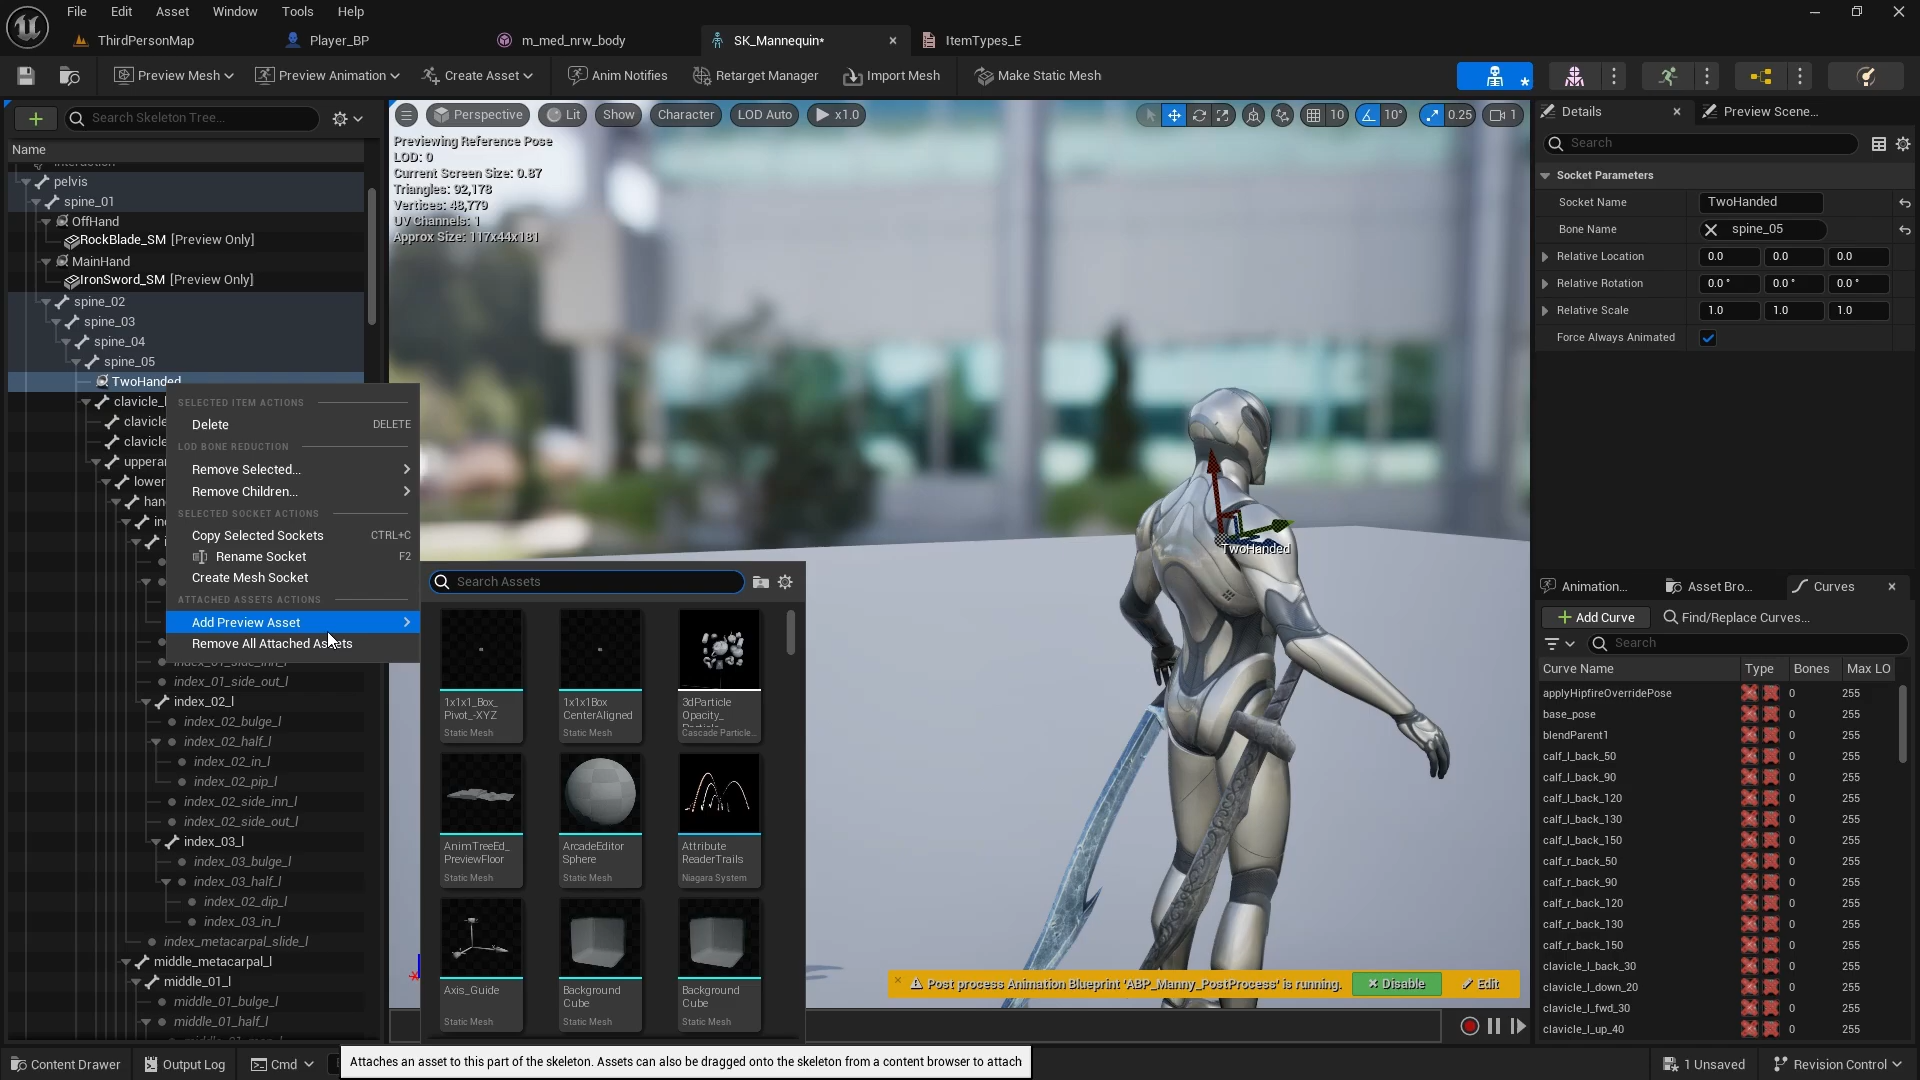 File Edit Asset Window Tools Help
ThirdPersonMap Player_BP m_med_nrw_body SK_Mannequin* ItemTypes_E
Preview Mesh Preview Animation Create Asset Anim Notifies Retarget Manager Import Mesh Make Static Mesh
Search Skeleton Tree...
Name
pelvis
spine_01
OffHand
RockBlade_SM [Preview Only]
MainHand
IronSword_SM [Preview Only]
spine_02
spine_03
spine_04
spine_05
TwoHanded
clavicle_l
clavicle
clavicle
upperar
lower
han
in
i
index_01_side_inn_l
index_01_side_out_l
index_02_l
index_02_bulge_l
index_02_half_l
index_02_in_l
index_02_pip_l
index_02_side_inn_l
index_02_side_out_l
index_03_l
index_03_bulge_l
index_03_half_l
index_02_dip_l
index_03_in_l
index_metacarpal_slide_l
middle_metacarpal_l
middle_01_l
middle_01_bulge_l
middle_01_half_l
SELECTED ITEM ACTIONS
Delete DELETE
LOD BONE REDUCTION
Remove Selected...
Remove Children...
SELECTED SOCKET ACTIONS
Copy Selected Sockets CTRL+C
Rename Socket F2
Create Mesh Socket
ATTACHED ASSETS ACTIONS
Add Preview Asset
Remove All Attached Assets
Search Assets
1x1x1_Box_
Pivot_-XYZ
Static Mesh
1x1x1Box
CenterAligned
Static Mesh
3dParticle
Opacity_
Cascade Particle...
AnimTreeEd_
PreviewFloor
Static Mesh
ArcadeEditor
Sphere
Static Mesh
Attribute
ReaderTrails
Niagara System
Axis_Guide
Static Mesh
Background
Cube
Static Mesh
Background
Cube
Static Mesh
Perspective Lit Show Character LOD Auto x1.0 10 10° 0.25 1
Previewing Reference Pose
LOD: 0
Current Screen Size: 0.87
Triangles: 92,178
Vertices: 48,779
UV Channels: 1
Approx Size: 117x44x181
TwoHanded
Post process Animation Blueprint 'ABP_Manny_PostProcess' is running. Disable Edit
Details Preview Scene...
Search
Socket Parameters
Socket Name TwoHanded
Bone Name spine_05
Relative Location 0.0 0.0 0.0
Relative Rotation 0.0° 0.0° 0.0°
Relative Scale 1.0 1.0 1.0
Force Always Animated
Animation... Asset Bro... Curves
Add Curve Find/Replace Curves...
Search
Curve Name Type Bones Max LO
applyHipfireOverridePose 0 255
base_pose 0 255
blendParent1 0 255
calf_l_back_50 0 255
calf_l_back_90 0 255
calf_l_back_120 0 255
calf_l_back_130 0 255
calf_l_back_150 0 255
calf_r_back_50 0 255
calf_r_back_90 0 255
calf_r_back_120 0 255
calf_r_back_130 0 255
calf_r_back_150 0 255
clavicle_l_back_30 0 255
clavicle_l_down_20 0 255
clavicle_l_fwd_30 0 255
clavicle_l_up_40 0 255
Content Drawer Output Log Cmd
Attaches an asset to this part of the skeleton. Assets can also be dragged onto the skeleton from a content browser to attach
1 Unsaved Revision Control